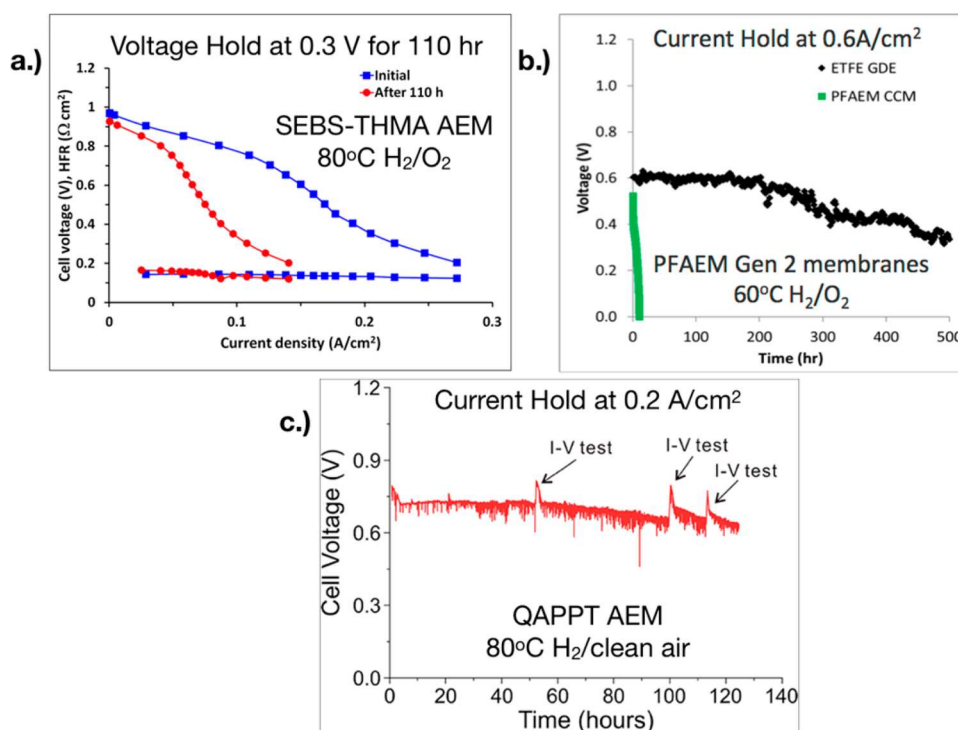 a.)
Voltage Hold at 0.3 V for 110 hr
Initial
After 110 h
SEBS-THMA AEM
80ºC H₂/O₂
Cell voltage (V), HFR (Ω cm²)
1.2
1
0.8
0.6
0.4
0.2
0
0
0.1
0.2
0.3
Current density (A/cm²)
b.)
Current Hold at 0.6A/cm²
ETFE GDE
PFAEM CCM
Voltage (V)
1.2
1.0
0.8
0.6
0.4
0.2
0.0
PFAEM Gen 2 membranes
60ºC H₂/O₂
0
100
200
300
400
500
Time (hr)
c.)
Current Hold at 0.2 A/cm²
I-V test
I-V test
I-V test
Cell Voltage (V)
1.2
0.9
0.6
0.3
0.0
QAPPT AEM
80ºC H₂/clean air
0
20
40
60
80
100
120
140
Time (hours)